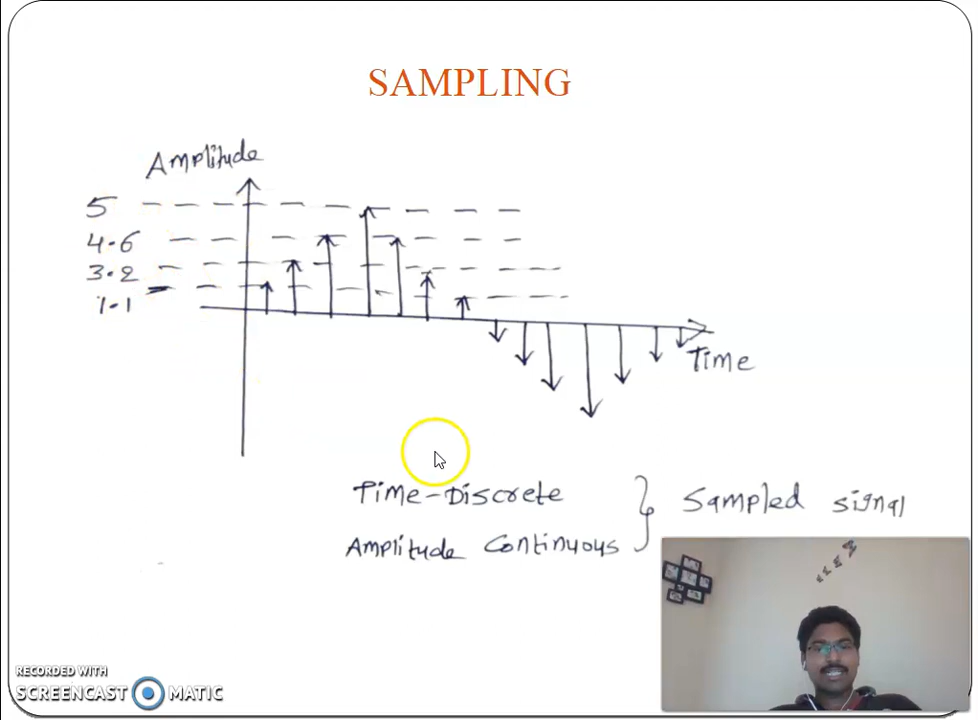 SAMPLING
Amplitude
5
4.6
3.2
1.1
Time
Time-Discrete
Amplitude Continuous
Sampled signal
RECORDED WITH
SCREENCAST MATIC